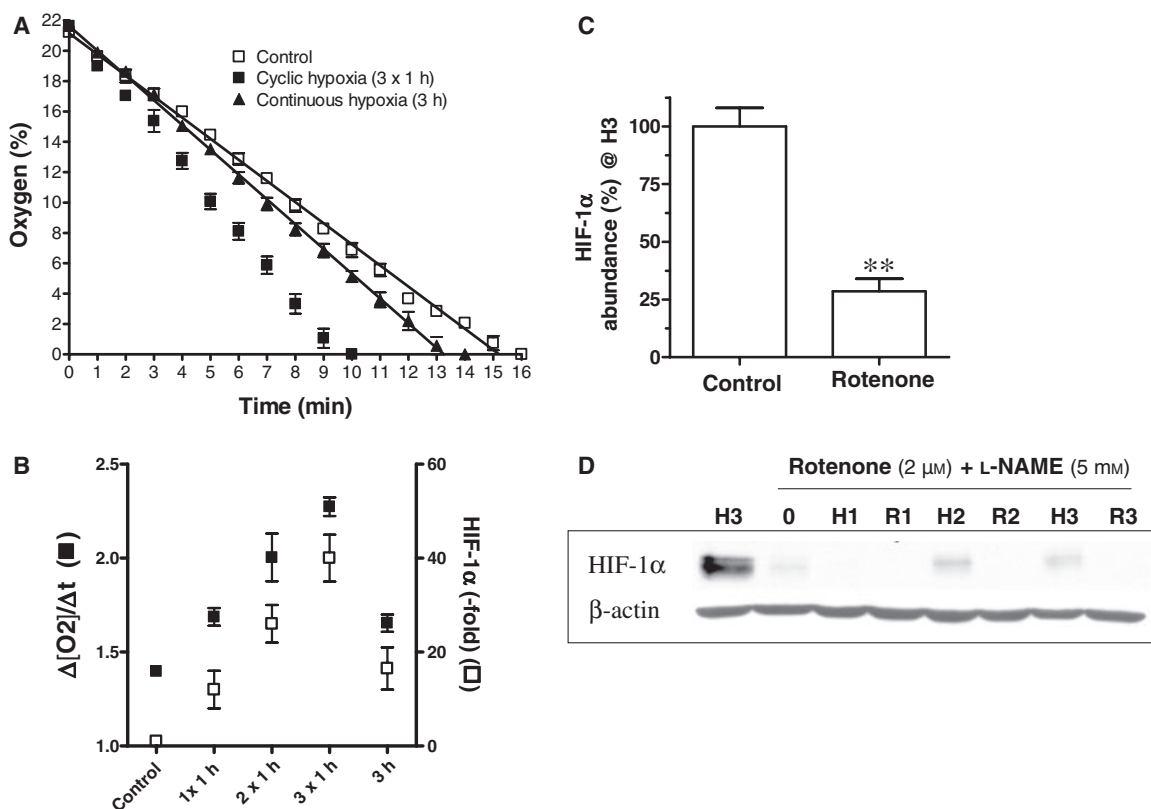 A
22
20
18
16
14
12
10
8
6
4
2
0
Oxygen (%)
Control
Cyclic hypoxia (3 x 1 h)
Continuous hypoxia (3 h)
0 1 2 3 4 5 6 7 8 9 10 11 12 13 14 15 16
Time (min)
C
HIF-1α
abundance (%) @ H3
100
75
50
25
0
**
Control Rotenone
B
Δ[O2]/Δt (■)
2.5
2.0
1.5
1.0
60
40
20
0
HIF-1α (-fold) (□)
Control 1x 1 h 2 x 1 h 3 x 1 h 3 h
D
Rotenone (2 μM) + L-NAME (5 mM)
H3 0 H1 R1 H2 R2 H3 R3
HIF-1α
β-actin